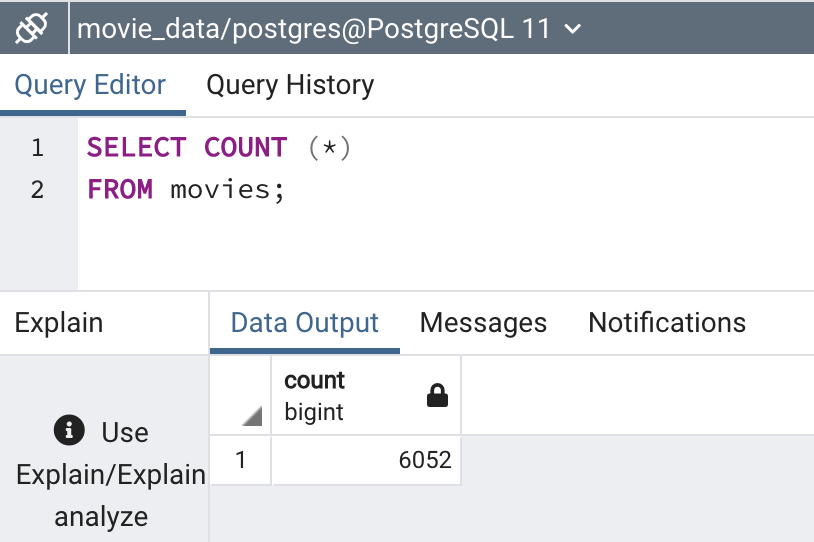 movie_data/postgres@PostgreSQL 11
Query Editor Query History
1 SELECT COUNT (*)
2 FROM movies;
Explain Data Output Messages Notifications
Use
Explain/Explain
analyze
count
bigint
1 6052